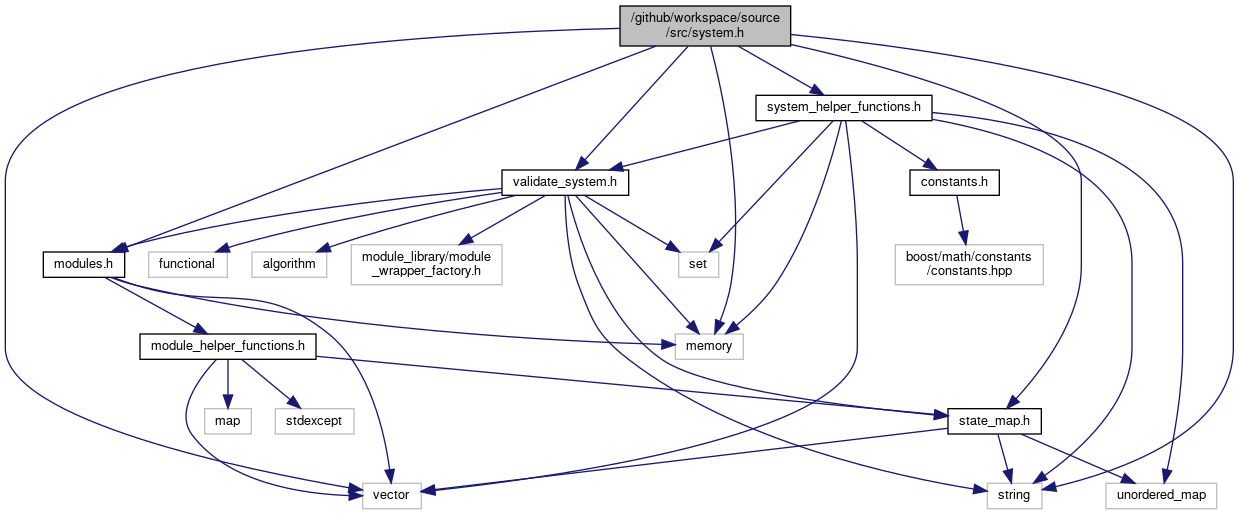 /github/workspace/source
/src/system.h
system_helper_functions.h
validate_system.h
constants.h
modules.h
functional
algorithm
module_library/module
_wrapper_factory.h
set
boost/math/constants
/constants.hpp
module_helper_functions.h
memory
map
stdexcept
state_map.h
vector
string
unordered_map